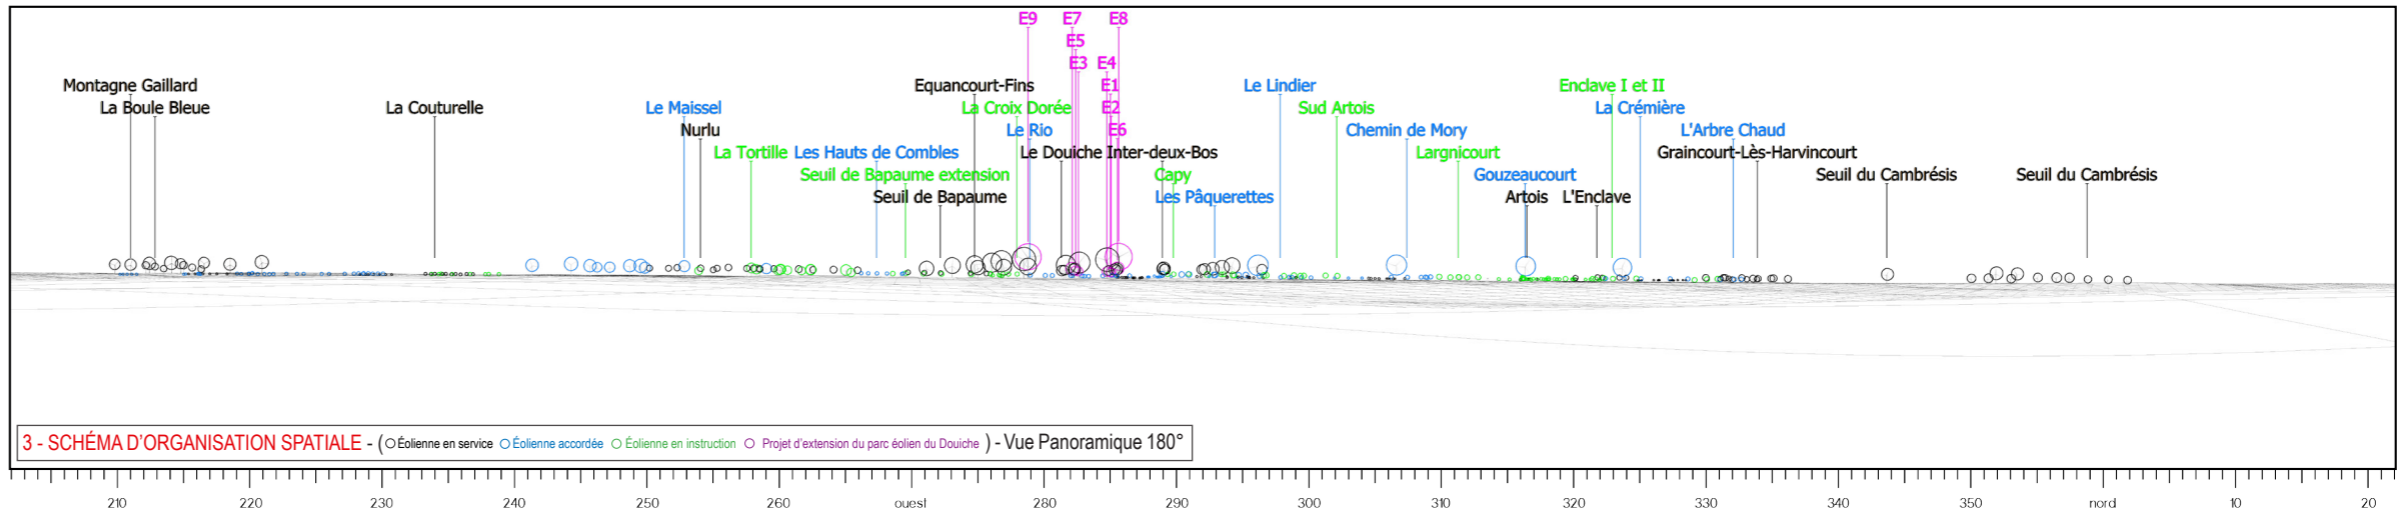 E9 E7 E8
E5
E3 E4
Montagne Gaillard Equancourt-Fins E1 Le Lindier Enclave I et II
La Boule Bleue La Couturelle Le Maissel La Croix Dorée E2 Sud Artois La Crémière
Nurlu Le Rio E6 Chemin de Mory L'Arbre Chaud
La Tortille Les Hauts de Combles Le Douiche Inter-deux-Bos Largnicourt Graincourt-Lès-Harvincourt
Seuil de Bapaume extension Capy Gouzeaucourt Seuil du Cambrésis Seuil du Cambrésis
Seuil de Bapaume Les Pâquerettes Artois L'Enclave
3 - SCHÉMA D'ORGANISATION SPATIALE - ( Éolienne en service Éolienne accordée Éolienne en instruction Projet d'extension du parc éolien du Douiche ) - Vue Panoramique 180°
210 220 230 240 250 260 ouest 280 290 300 310 320 330 340 350 nord 10 20